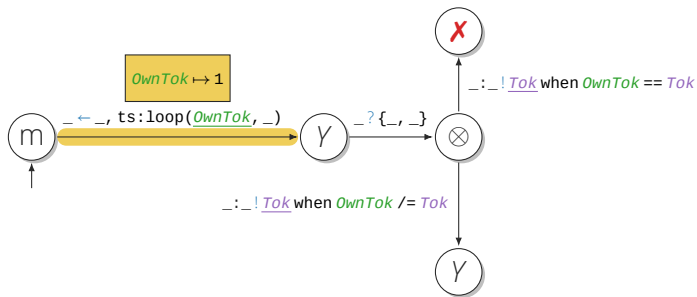 ✗
_:_!Tok when OwnTok == Tok
OwnTok ↦ 1
_ ← _, ts:loop(OwnTok,_)
m
Y
_?{_,_}
⊗
_:_!Tok when OwnTok /= Tok
Y